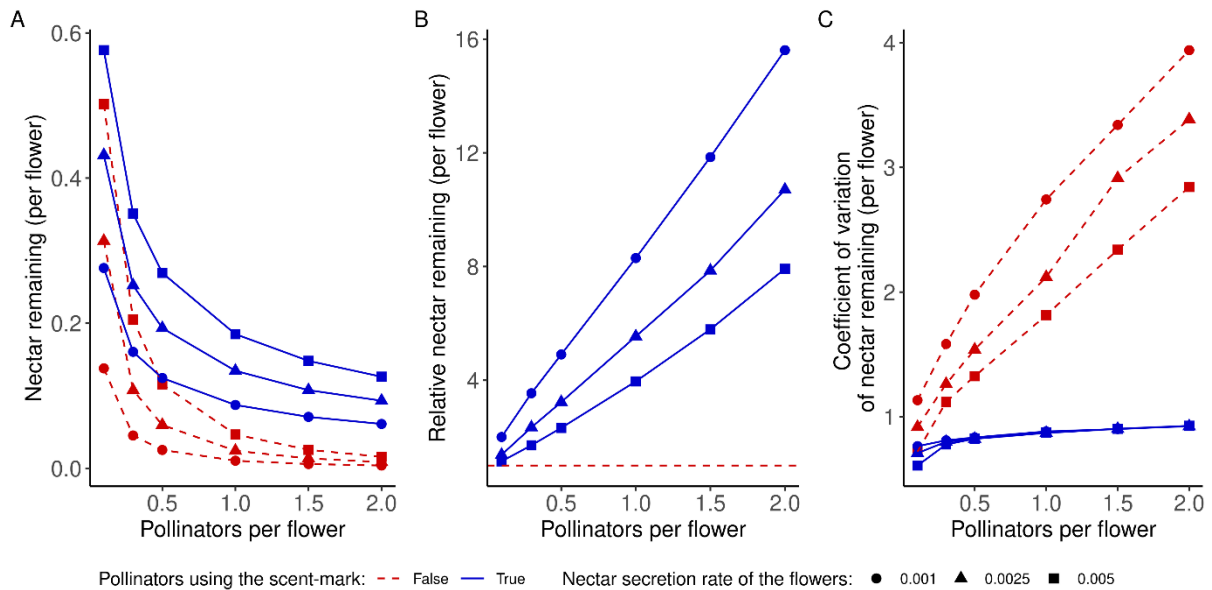 A
Nectar remaining (per flower)
0.6
0.4
0.2
0.0
0.5 1.0 1.5 2.0
Pollinators per flower
B
Relative nectar remaining (per flower)
16
12
8
4
0.5 1.0 1.5 2.0
Pollinators per flower
C
Coefficient of variation
of nectar remaining (per flower)
4
3
2
1
0.5 1.0 1.5 2.0
Pollinators per flower
Pollinators using the scent-mark: False True Nectar secretion rate of the flowers: 0.001 0.0025 0.005